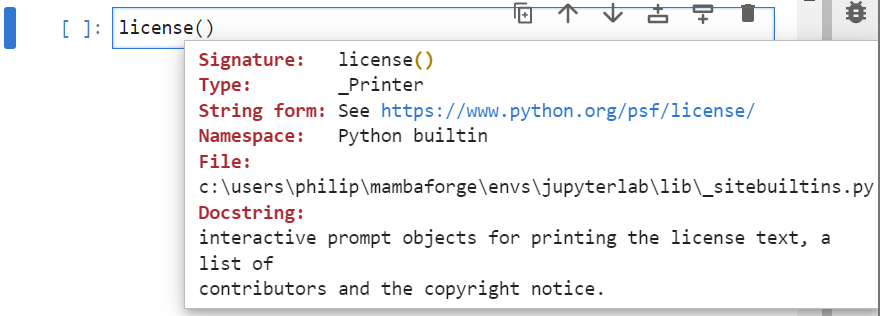 [ ]: license()
Signature: license()
Type: _Printer
String form: See https://www.python.org/psf/license/
Namespace: Python builtin
File:
c:\users\philip\mambaforge\envs\jupyterlab\lib\_sitebuiltins.py
Docstring:
interactive prompt objects for printing the license text, a
list of
contributors and the copyright notice.